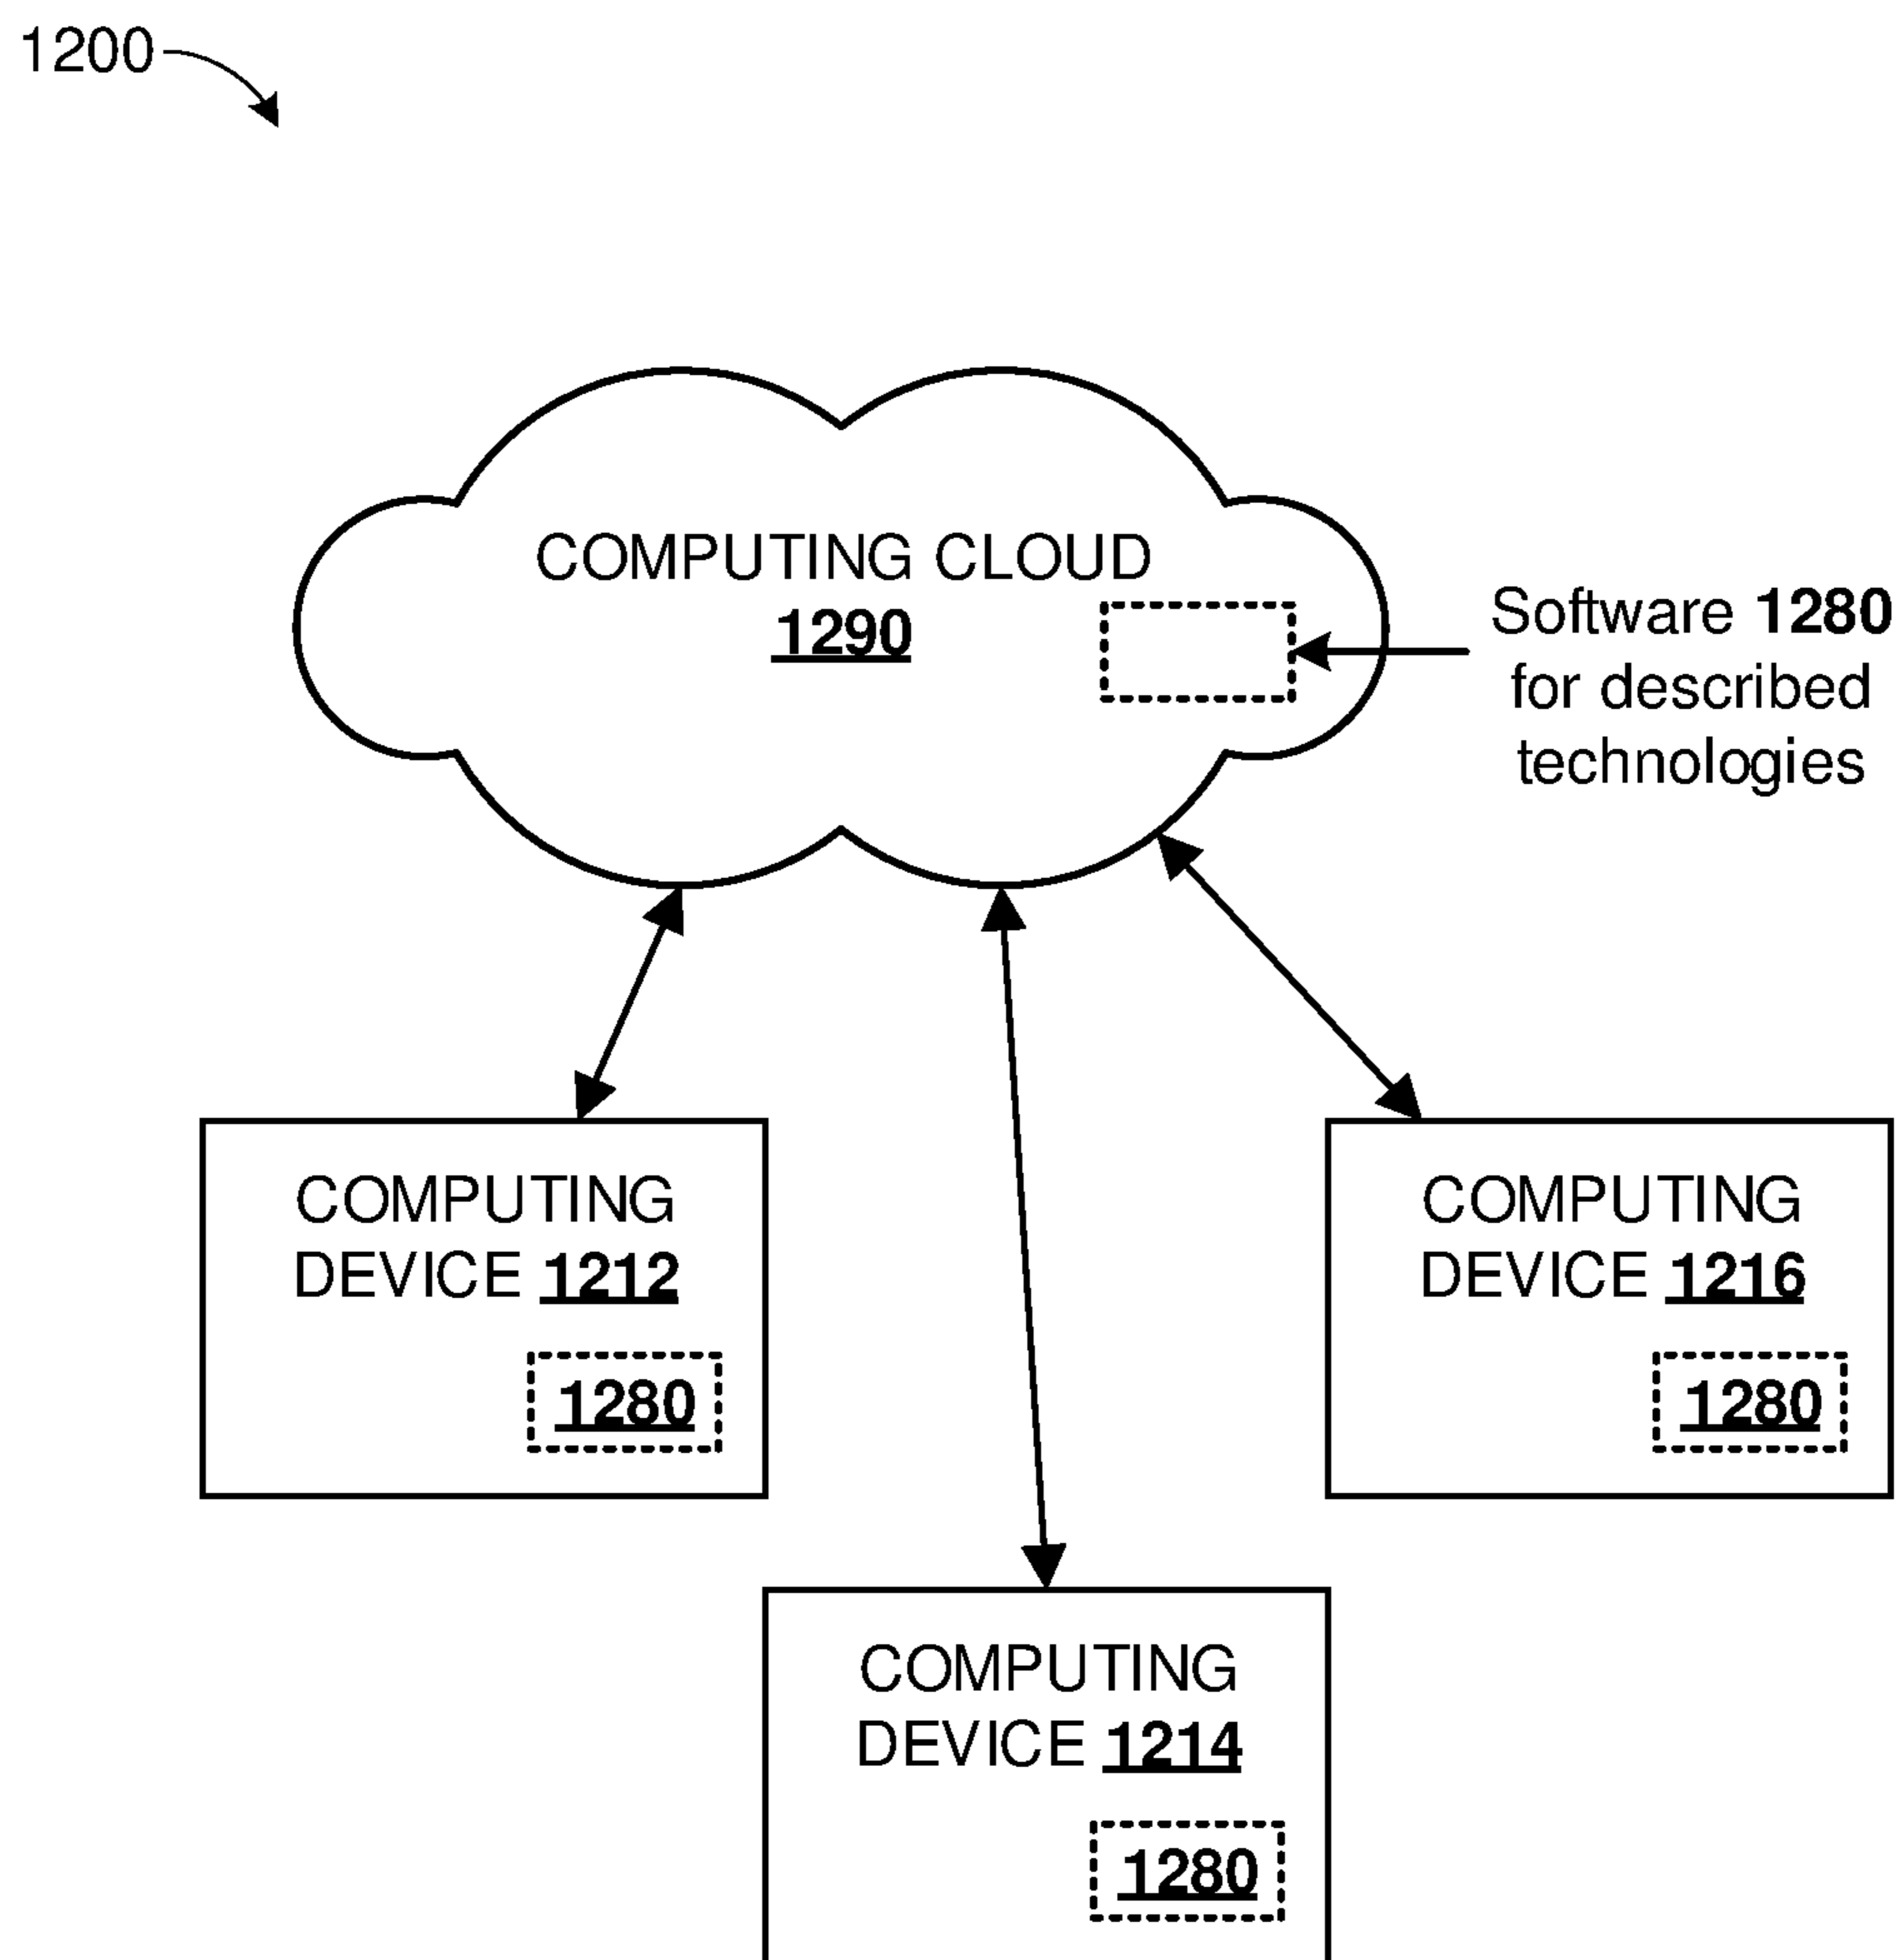 1200
COMPUTING CLOUD
1290
Software 1280
for described
technologies
COMPUTING
DEVICE 1212
1280
COMPUTING
DEVICE 1216
1280
COMPUTING
DEVICE 1214
1280